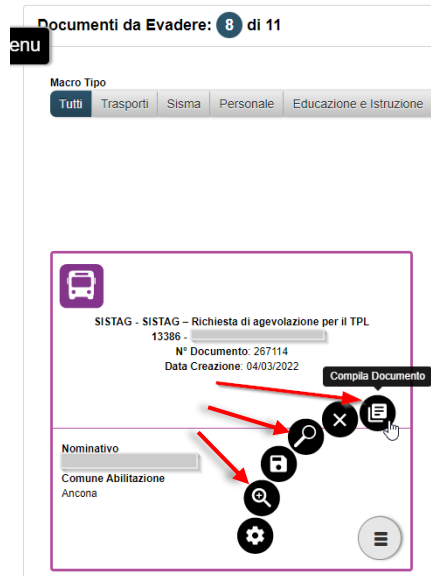 Documenti da Evadere: 8 di 11
enu
Macro Tipo
Tutti Trasporti Sisma Personale Educazione e Istruzione
SISTAG - SISTAG – Richiesta di agevolazione per il TPL
13386 -
N° Documento: 267114
Data Creazione: 04/03/2022
Compila Documento
Nominativo
Comune Abilitazione
Ancona